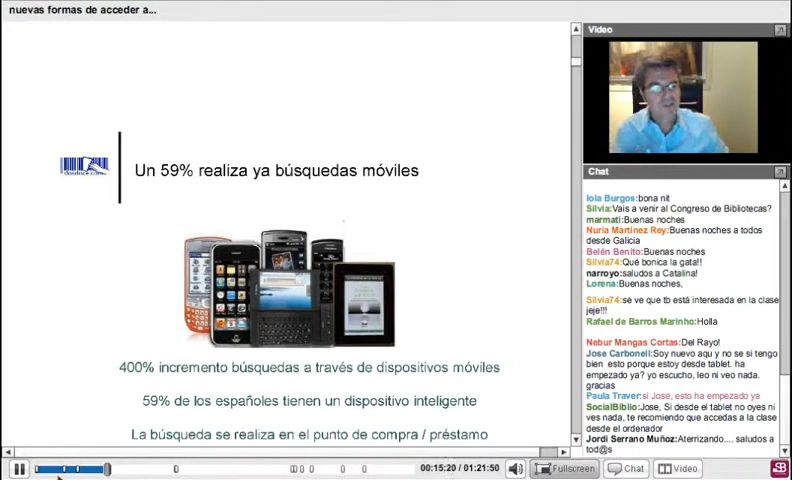 nuevas formas de acceder a...
Un 59% realiza ya búsquedas móviles
400% incremento búsquedas a través de dispositivos móviles
59% de los españoles tienen un dispositivo inteligente
La búsqueda se realiza en el punto de compra / préstamo
Video
Chat
lola Burgos:bona nit
Silvia:Vais a venir al Congreso de Bibliotecas?
marmati:Buenas noches
Nuria Martinez Rey:Buenas noches a todos
desde Galicia
Belén Benito:Buenas noches
Silvia74:Qué bonica la gata!!
narroyo:saludos a Catalina!
Lorena:Buenas noches,
Silvia74:se ve que tb está interesada en la clase
jeje!!!
Rafael de Barros Marinho:Holla
Nebur Mangas Cortas:Del Rayo!
Jose Carbonell:Soy nuevo aqu y no se si tengo
bien esto porque estoy desde tablet. ha
empezado ya? yo escucho, leo ni veo nada.
gracias
Paula Traver:si Jose, esto ha empezado ya
SocialBiblio:Jose, Si desde el tablet no oyes ni
ves nada, te recomiendo que accedas a la clase
desde el ordenador
Jordi Serrano Muñoz:Aterrizando.... saludos a
tod@s
00:15:20 / 01:21:50
Fullscreen
Chat
Video
SB